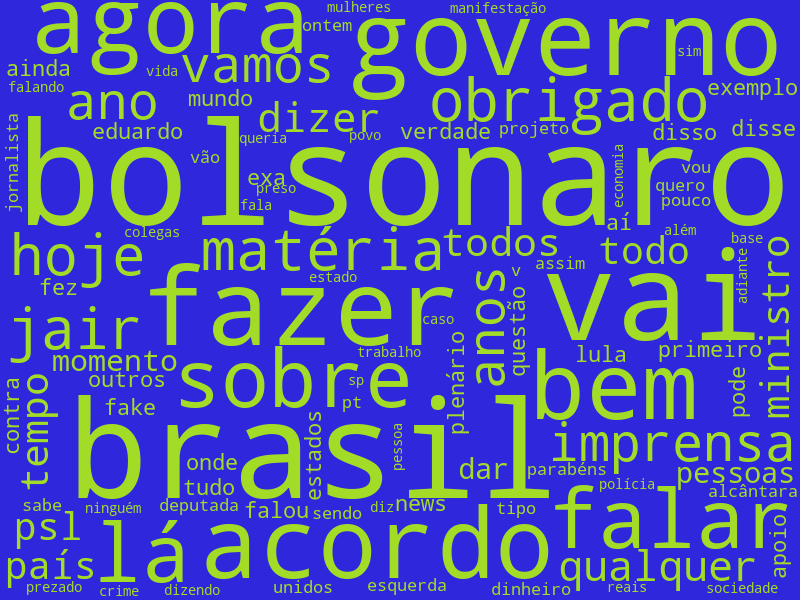 agora
governo
mulheres
manifestação
ontem
sim
ainda
vida
vamos
falando
ano
mundo
obrigado
exemplo
dizer
jornalista
eduardo
queria
povo
verdade
projeto
disso
disse
bolsonaro
vão
exa
preso
fala
economia
vou
quero
pouco
colegas
hoje
matéria
todos
aí
além
todo
base
adiante
ministro
fez
estado
fazer
anos
v
assim
questão
vai
jair
caso
momento
trabalho
plenário
lula
primeiro
outros
sobre
sp
bem
pode
contra
tempo
fake
pt
brasil
estados
pessoa
imprensa
onde
tudo
dar
parabéns
pessoas
polícia
alcântara
sabe
ninguém
deputada
falou
sendo
diz
news
tipo
falar
apoio
psl
lá
acordo
país
qualquer
prezado
crime
dizendo
unidos
esquerda
dinheiro
reais
sociedade